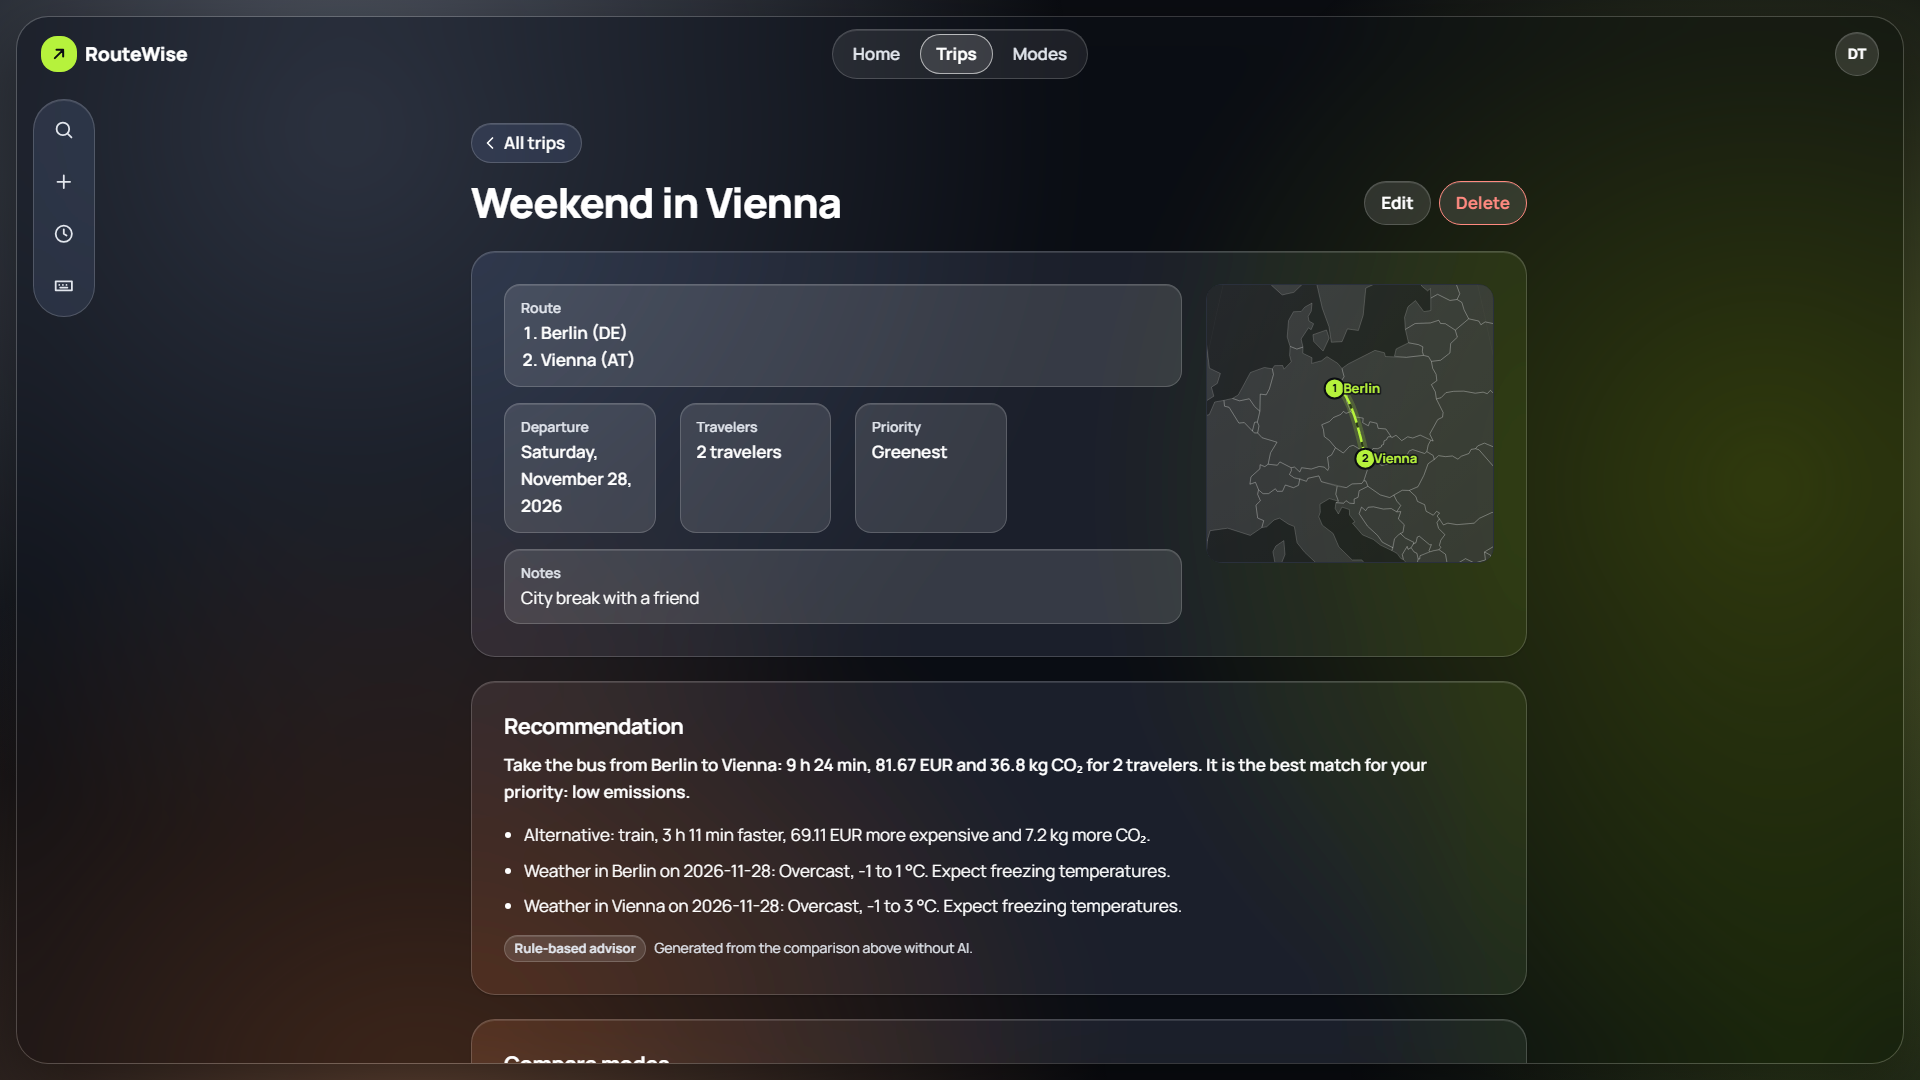 RouteWise
Home
Trips
Modes
DT
All trips
Weekend in Vienna
Edit
Delete
Route
1. Berlin (DE)
2. Vienna (AT)
Departure
Saturday,
November 28,
2026
Travelers
2 travelers
Priority
Greenest
Notes
City break with a friend
1 Berlin
2 Vienna
Recommendation
Take the bus from Berlin to Vienna: 9 h 24 min, 81.67 EUR and 36.8 kg CO₂ for 2 travelers. It is the best match for your
priority: low emissions.
• Alternative: train, 3 h 11 min faster, 69.11 EUR more expensive and 7.2 kg more CO₂.
• Weather in Berlin on 2026-11-28: Overcast, -1 to 1 °C. Expect freezing temperatures.
• Weather in Vienna on 2026-11-28: Overcast, -1 to 3 °C. Expect freezing temperatures.
Rule-based advisor
Generated from the comparison above without AI.
Compare modes